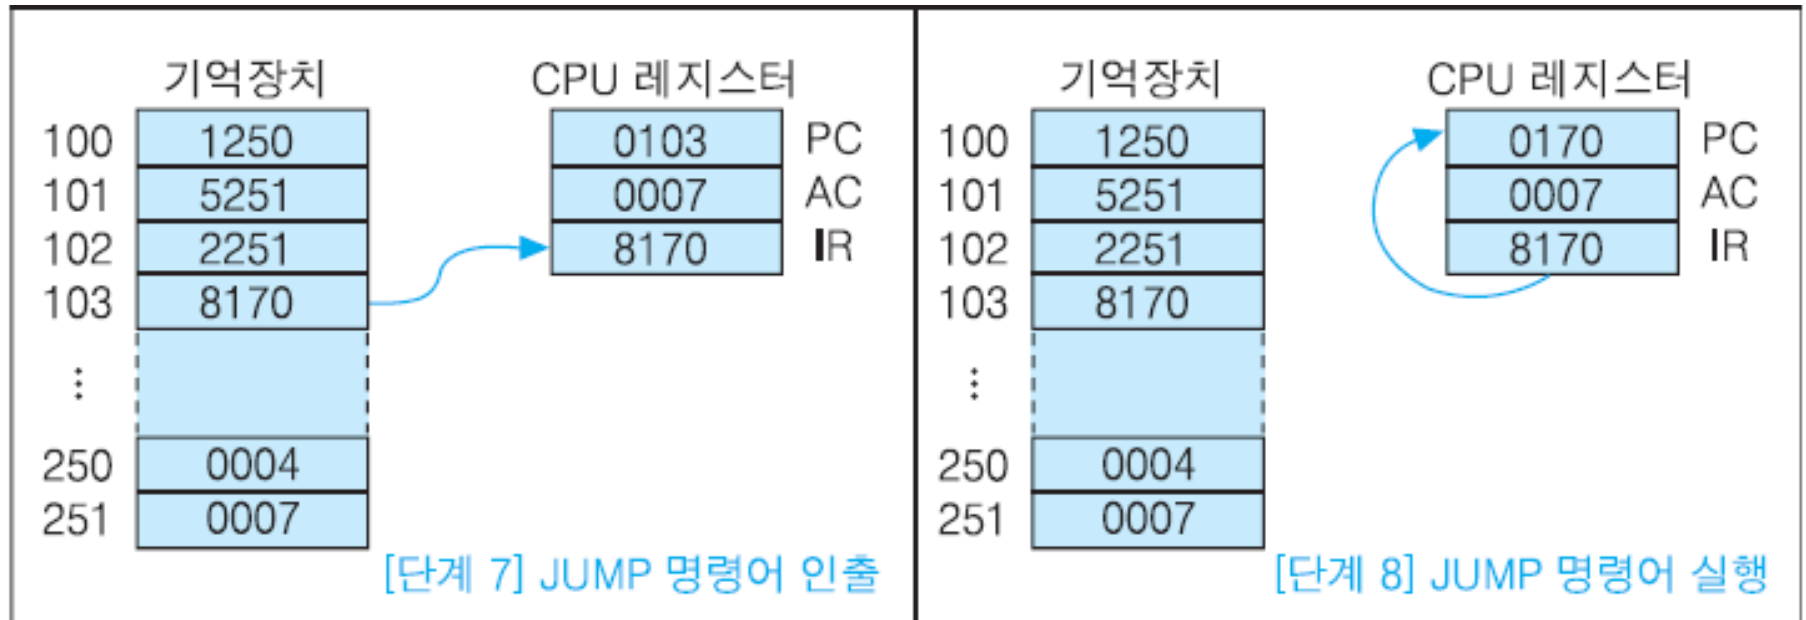 기억장치 CPU 레지스터
100 1250 0103 PC
101 5251 0007 AC
102 2251 8170 IR
103 8170
⋮
250 0004
251 0007
[단계 7] JUMP 명령어 인출
기억장치 CPU 레지스터
100 1250 0170 PC
101 5251 0007 AC
102 2251 8170 IR
103 8170
⋮
250 0004
251 0007
[단계 8] JUMP 명령어 실행